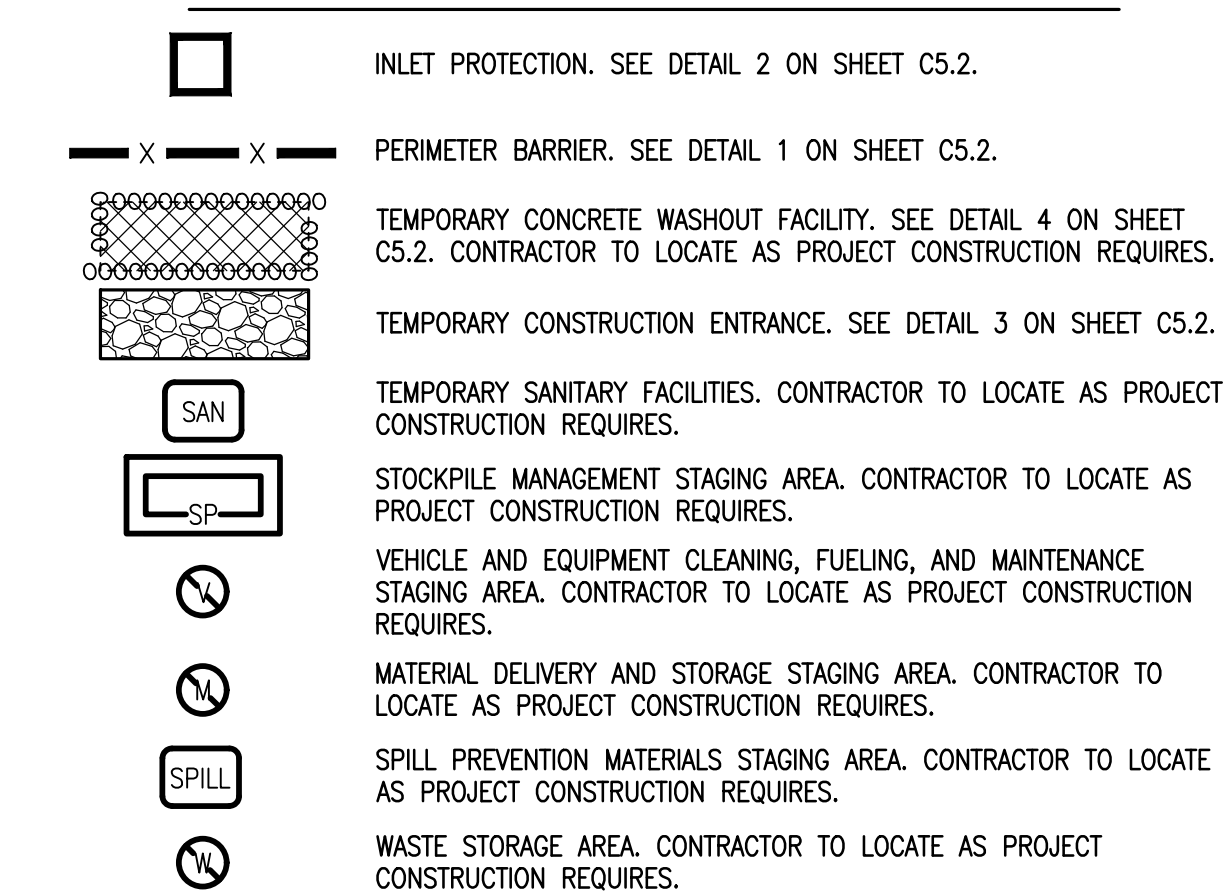 INLET PROTECTION. SEE DETAIL 2 ON SHEET C5.2.
X X PERIMETER BARRIER. SEE DETAIL 1 ON SHEET C5.2.
TEMPORARY CONCRETE WASHOUT FACILITY. SEE DETAIL 4 ON SHEET
C5.2. CONTRACTOR TO LOCATE AS PROJECT CONSTRUCTION REQUIRES.
TEMPORARY CONSTRUCTION ENTRANCE. SEE DETAIL 3 ON SHEET C5.2.
SAN
TEMPORARY SANITARY FACILITIES. CONTRACTOR TO LOCATE AS PROJECT
CONSTRUCTION REQUIRES.
SP
STOCKPILE MANAGEMENT STAGING AREA. CONTRACTOR TO LOCATE AS
PROJECT CONSTRUCTION REQUIRES.
V
VEHICLE AND EQUIPMENT CLEANING, FUELING, AND MAINTENANCE
STAGING AREA. CONTRACTOR TO LOCATE AS PROJECT CONSTRUCTION
REQUIRES.
M
MATERIAL DELIVERY AND STORAGE STAGING AREA. CONTRACTOR TO
LOCATE AS PROJECT CONSTRUCTION REQUIRES.
SPILL
SPILL PREVENTION MATERIALS STAGING AREA. CONTRACTOR TO LOCATE
AS PROJECT CONSTRUCTION REQUIRES.
W
WASTE STORAGE AREA. CONTRACTOR TO LOCATE AS PROJECT
CONSTRUCTION REQUIRES.